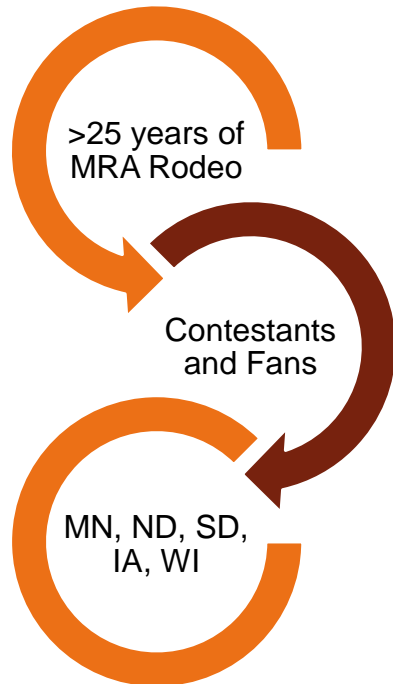 >25 years of
MRA Rodeo
Contestants
and Fans
MN, ND, SD,
IA, WI